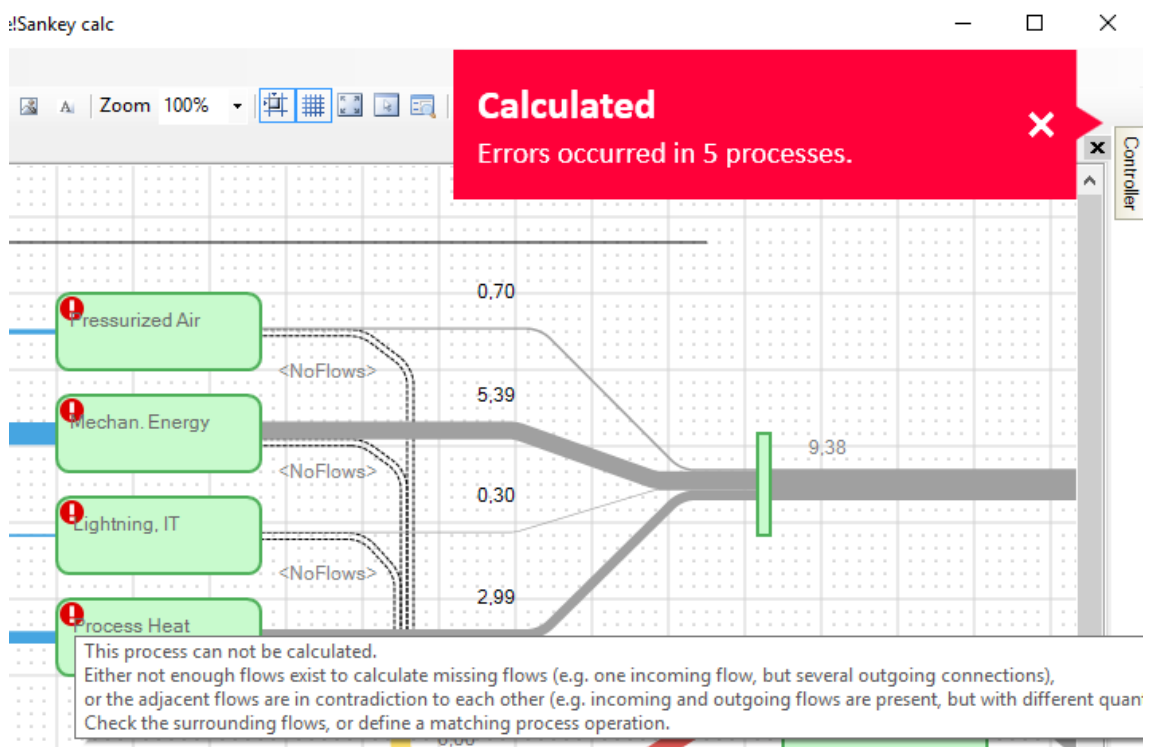 e!Sankey calc
Zoom 100%
Calculated
Errors occurred in 5 processes.
Controller
0,70
Pressurized Air
<NoFlows>
5,39
Mechan. Energy
9,38
<NoFlows>
0,30
Lightning, IT
<NoFlows>
2,99
Process Heat
This process can not be calculated.
Either not enough flows exist to calculate missing flows (e.g. one incoming flow, but several outgoing connections),
or the adjacent flows are in contradiction to each other (e.g. incoming and outgoing flows are present, but with different quan
Check the surrounding flows, or define a matching process operation.